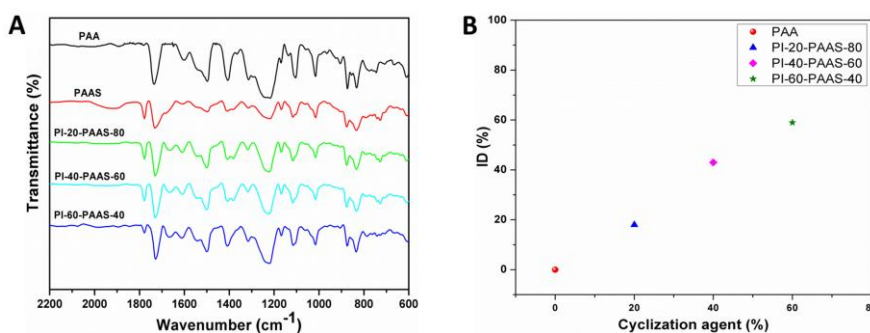 A
PAA
PAAS
PI-20-PAAS-80
PI-40-PAAS-60
PI-60-PAAS-40
Transmittance (%)
2200 2000 1800 1600 1400 1200 1000 800 600
Wavenumber (cm-1)
B
PAA
PI-20-PAAS-80
PI-40-PAAS-60
PI-60-PAAS-40
ID (%)
100
80
60
40
20
0
0 20 40 60 80
Cyclization agent (%)